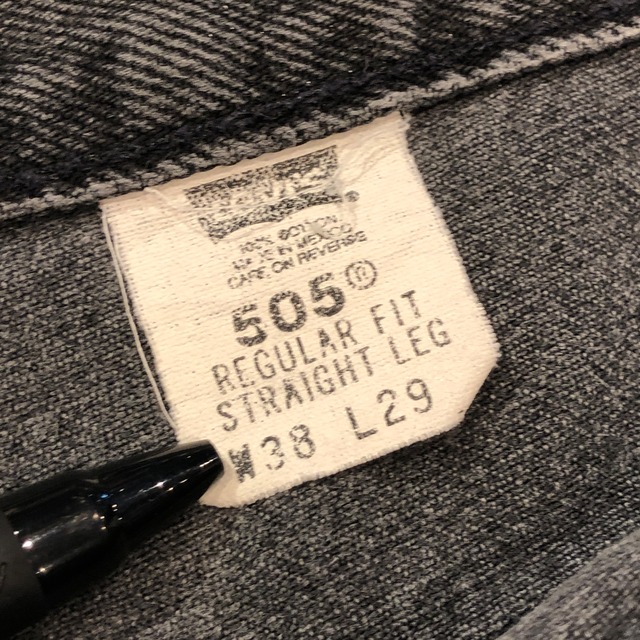 100% COTTON
MADE IN MEXICO
CARE ON REVERSE
505®
REGULAR FIT
STRAIGHT LEG
W38 L29